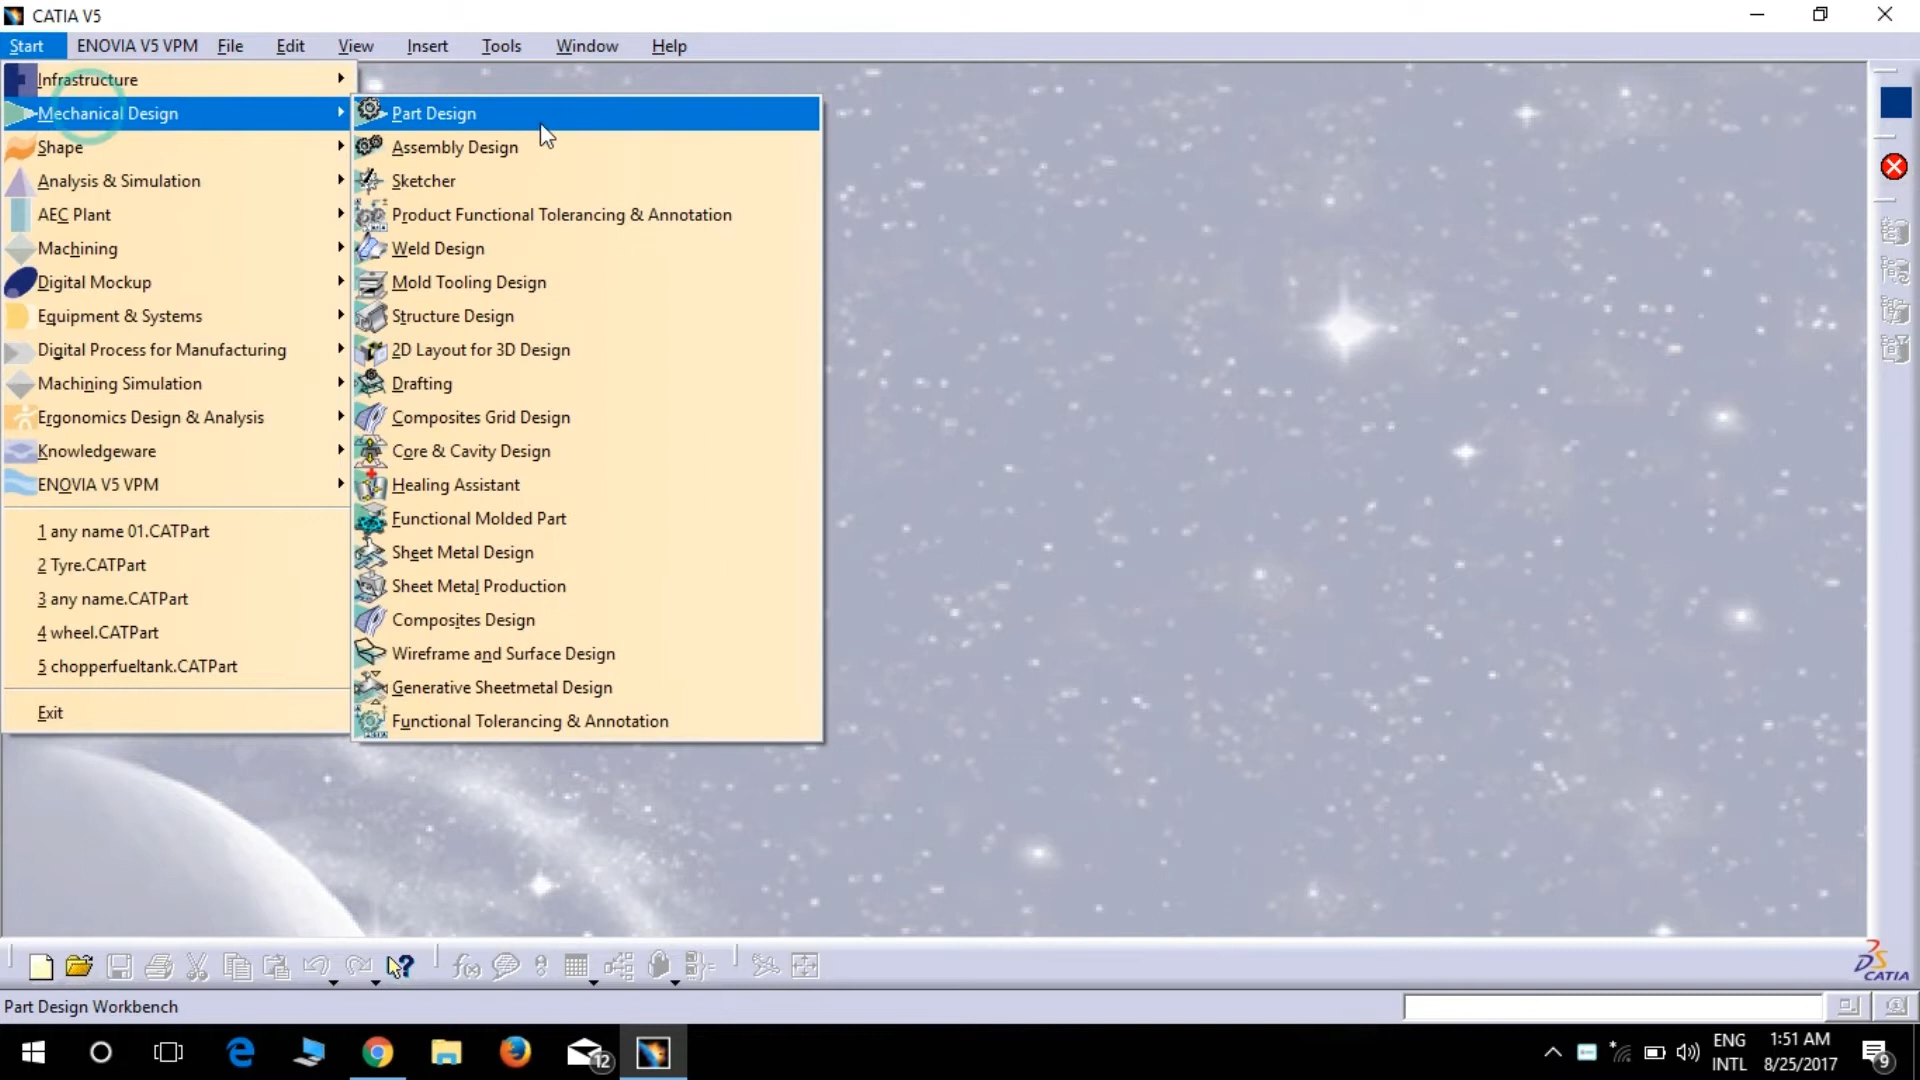 CATIA V5
Start ENOVIA V5 VPM File Edit View Insert Tools Window Help
Infrastructure
Mechanical Design
Shape
Analysis & Simulation
AEC Plant
Machining
Digital Mockup
Equipment & Systems
Digital Process for Manufacturing
Machining Simulation
Ergonomics Design & Analysis
Knowledgeware
ENOVIA V5 VPM
1 any name 01.CATPart
2 Tyre.CATPart
3 any name.CATPart
4 wheel.CATPart
5 chopperfueltank.CATPart
Exit
Part Design
Assembly Design
Sketcher
Product Functional Tolerancing & Annotation
Weld Design
Mold Tooling Design
Structure Design
2D Layout for 3D Design
Drafting
Composites Grid Design
Core & Cavity Design
Healing Assistant
Functional Molded Part
Sheet Metal Design
Sheet Metal Production
Composites Design
Wireframe and Surface Design
Generative Sheetmetal Design
Functional Tolerancing & Annotation
CATIA
Part Design Workbench
12
ENG
INTL
1:51 AM
8/25/2017
9